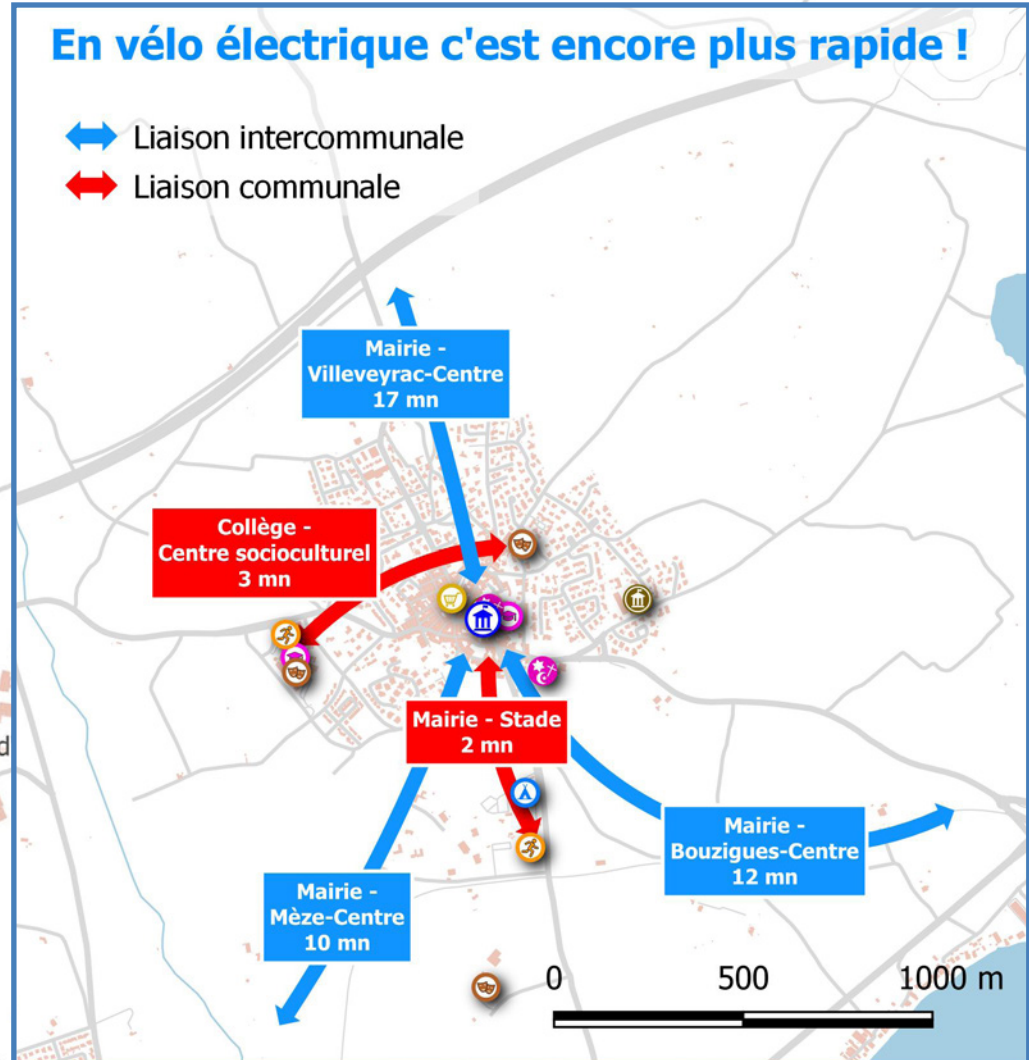 En vélo électrique c'est encore plus rapide !
Liaison intercommunale
Liaison communale
Mairie -
Villeveyrac-Centre
17 mn
Collège -
Centre socioculturel
3 mn
Mairie - Stade
2 mn
d
Mairie -
Bouzigues-Centre
12 mn
Mairie -
Mèze-Centre
10 mn
0 500 1000 m